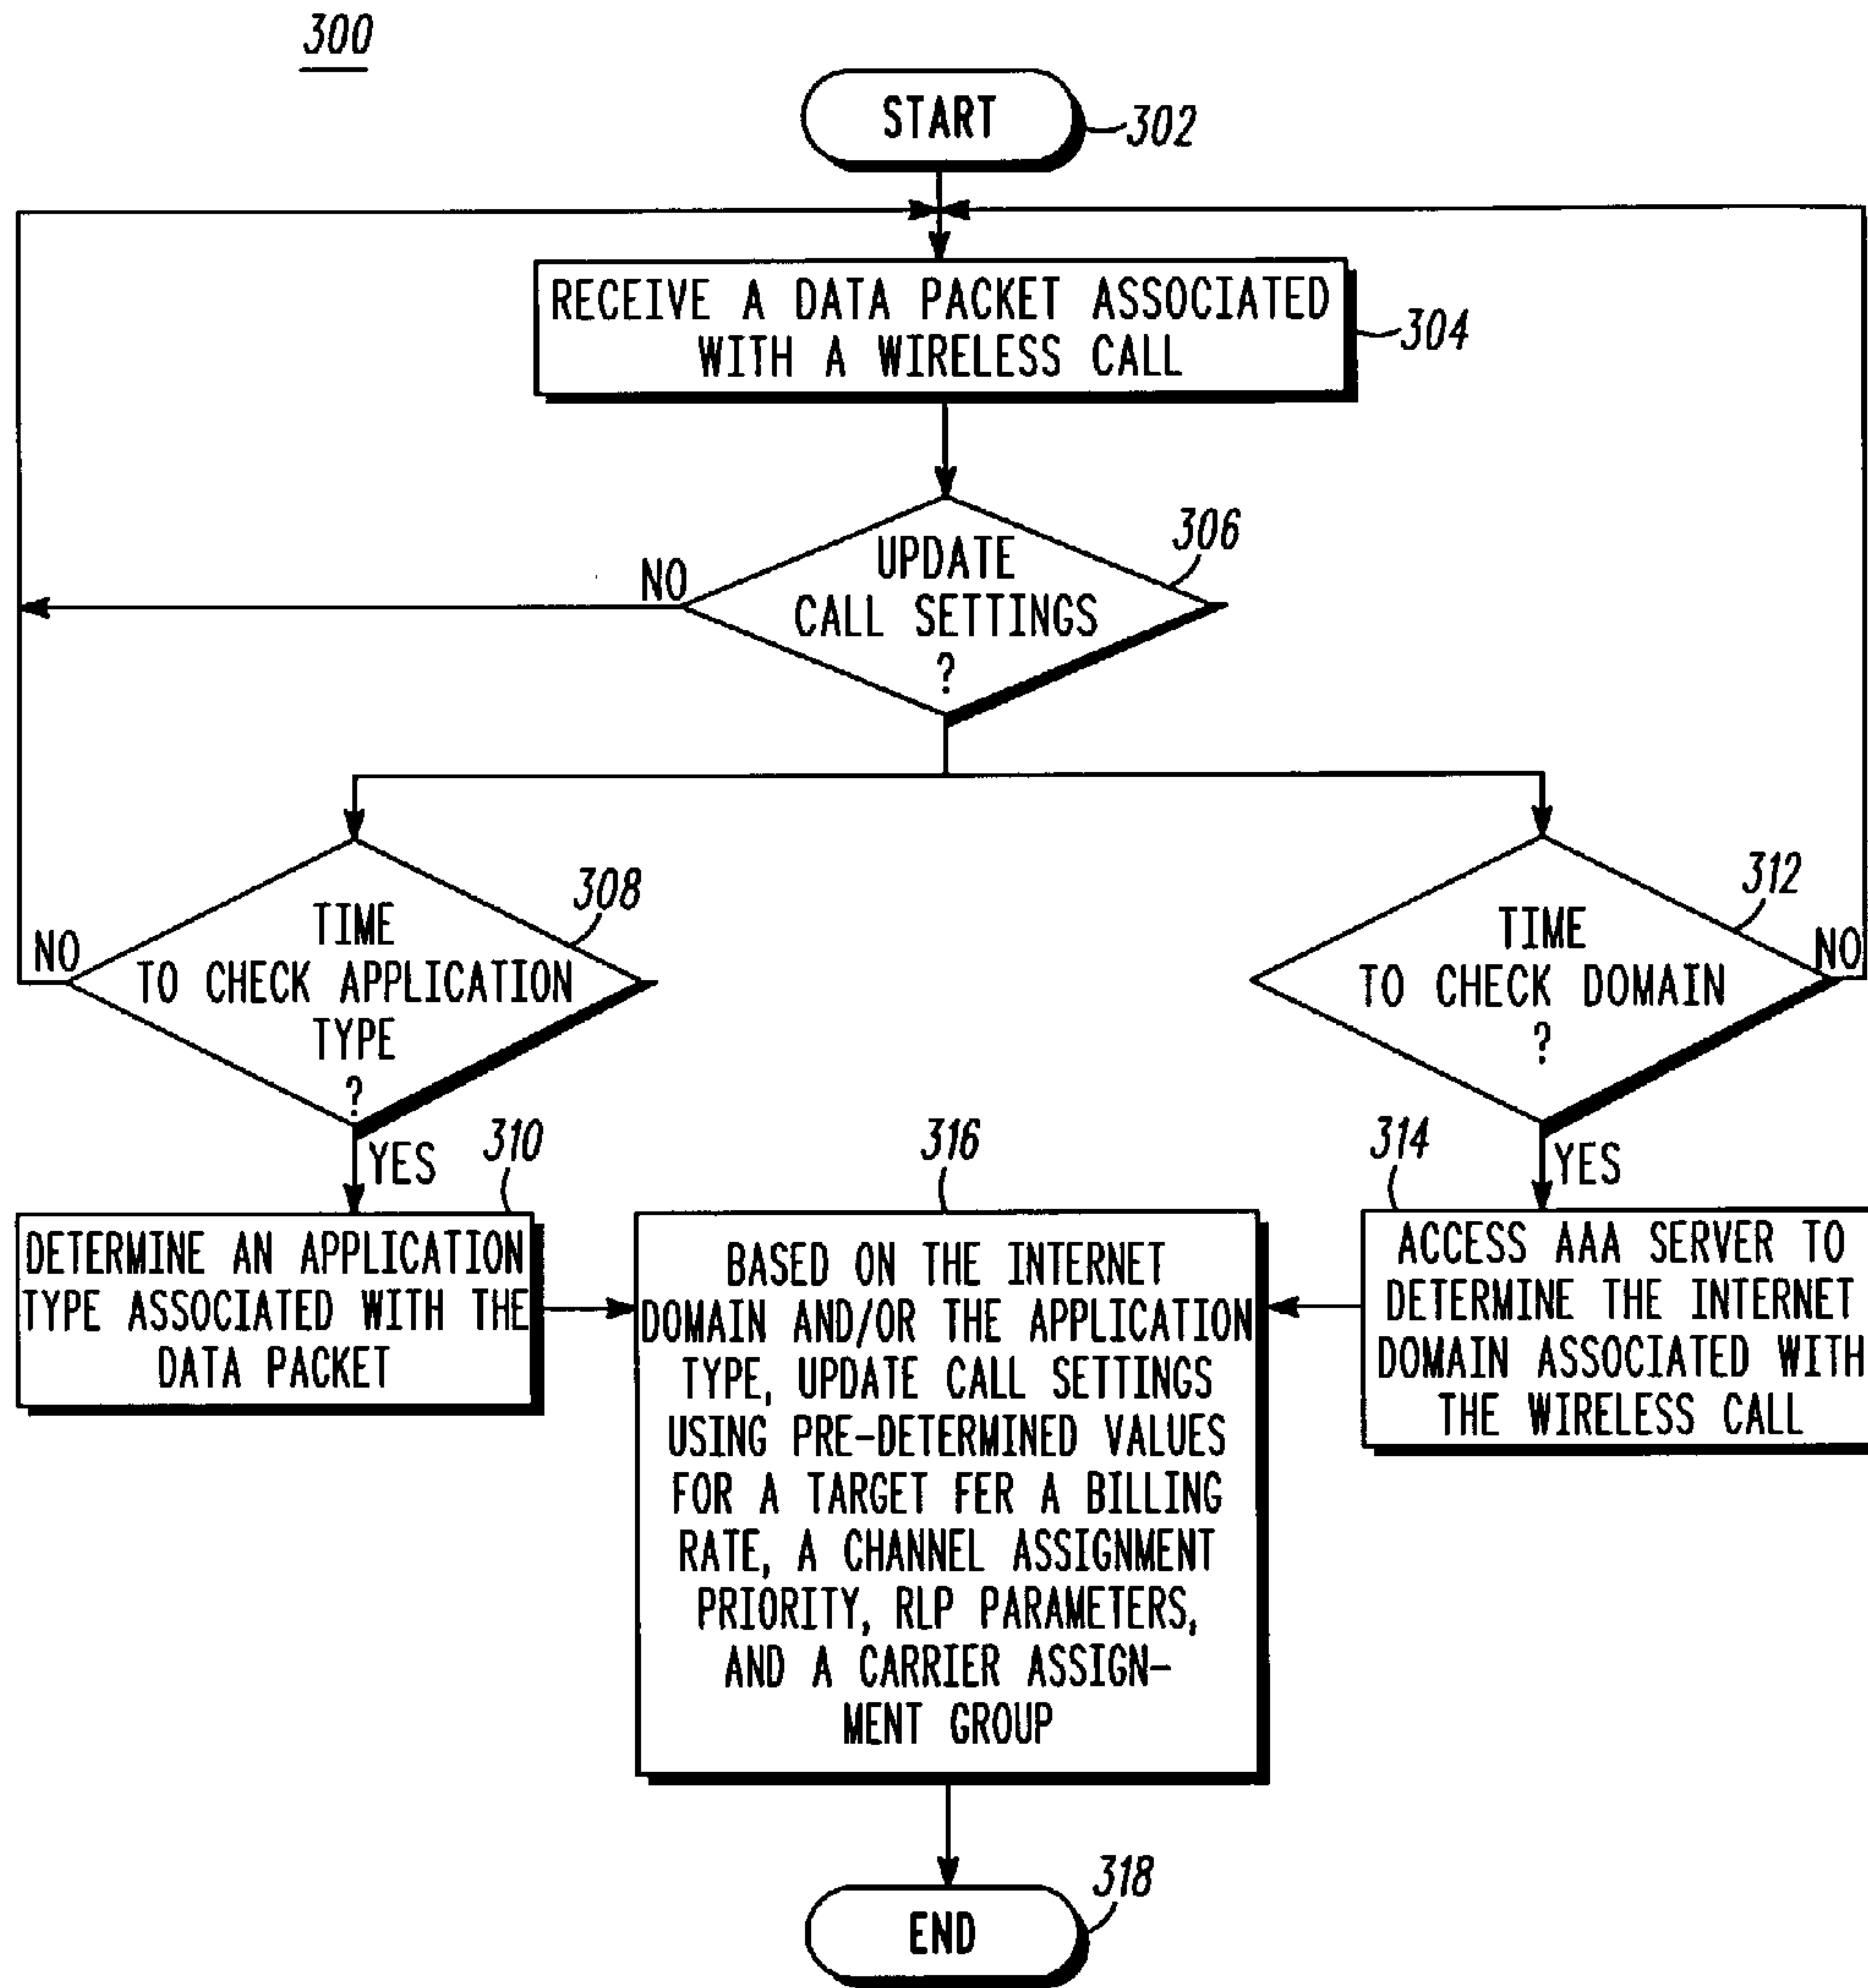 300
START
302
RECEIVE A DATA PACKET ASSOCIATED
WITH A WIRELESS CALL
304
306
NO
UPDATE
CALL SETTINGS
?
308
NO
TIME
TO CHECK APPLICATION
TYPE
?
YES
312
TIME
TO CHECK DOMAIN
?
NO
YES
310
DETERMINE AN APPLICATION
TYPE ASSOCIATED WITH THE
DATA PACKET
316
BASED ON THE INTERNET
DOMAIN AND/OR THE APPLICATION
TYPE, UPDATE CALL SETTINGS
USING PRE-DETERMINED VALUES
FOR A TARGET FER A BILLING
RATE, A CHANNEL ASSIGNMENT
PRIORITY, RLP PARAMETERS,
AND A CARRIER ASSIGN-
MENT GROUP
314
ACCESS AAA SERVER TO
DETERMINE THE INTERNET
DOMAIN ASSOCIATED WITH
THE WIRELESS CALL
318
END